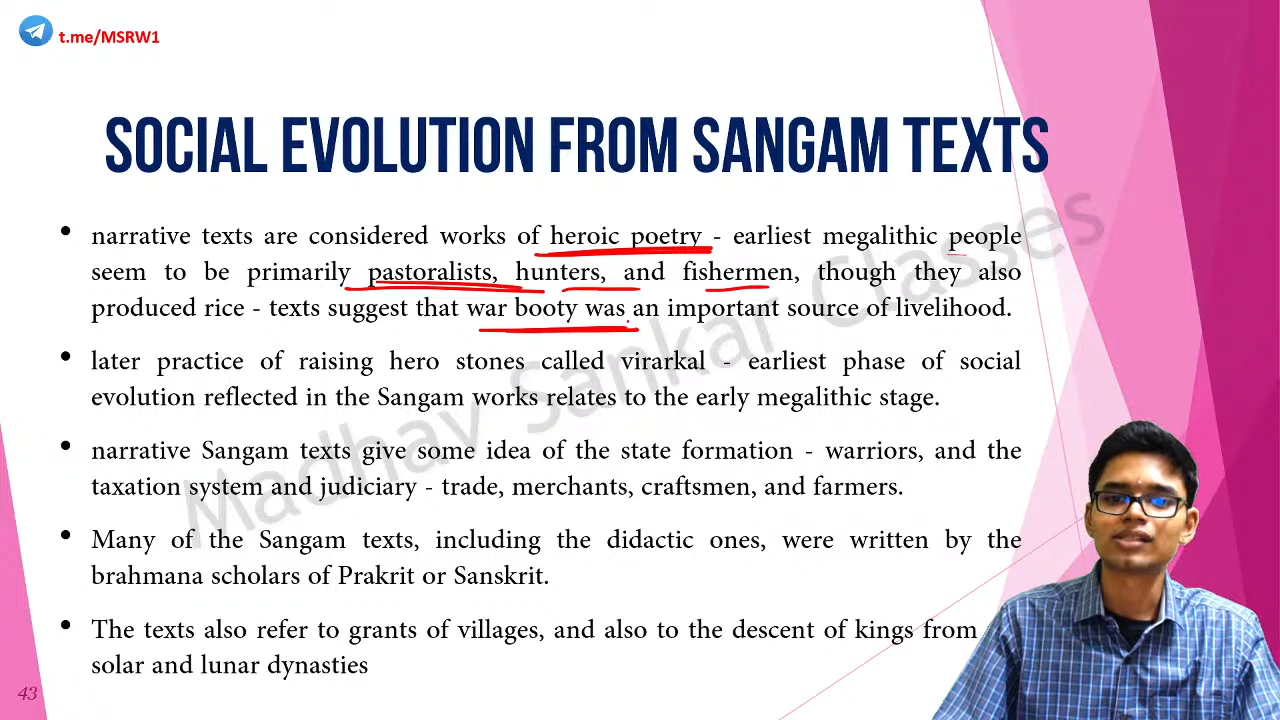 t.me/MSRW1
SOCIAL EVOLUTION FROM SANGAM TEXTS
• narrative texts are considered works of heroic poetry - earliest megalithic people
seem to be primarily pastoralists, hunters, and fishermen, though they also
produced rice - texts suggest that war booty was an important source of livelihood.
• later practice of raising hero stones called virarkal - earliest phase of social
evolution reflected in the Sangam works relates to the early megalithic stage.
• narrative Sangam texts give some idea of the state formation - warriors, and the
taxation system and judiciary - trade, merchants, craftsmen, and farmers.
• Many of the Sangam texts, including the didactic ones, were written by the
brahmana scholars of Prakrit or Sanskrit.
• The texts also refer to grants of villages, and also to the descent of kings from
solar and lunar dynasties
Madhav Sankar Classes
43